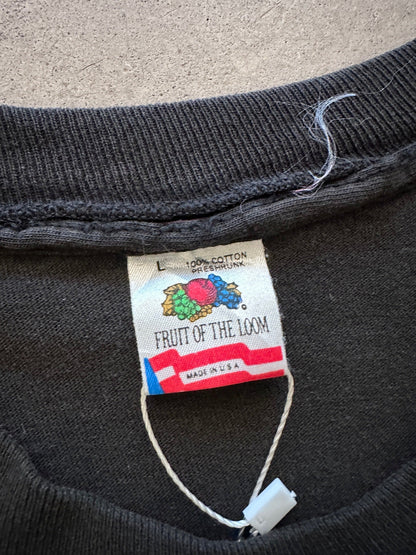 L 100% COTTON
PRESHRUNK
FRUIT OF THE LOOM
MADE IN U S A